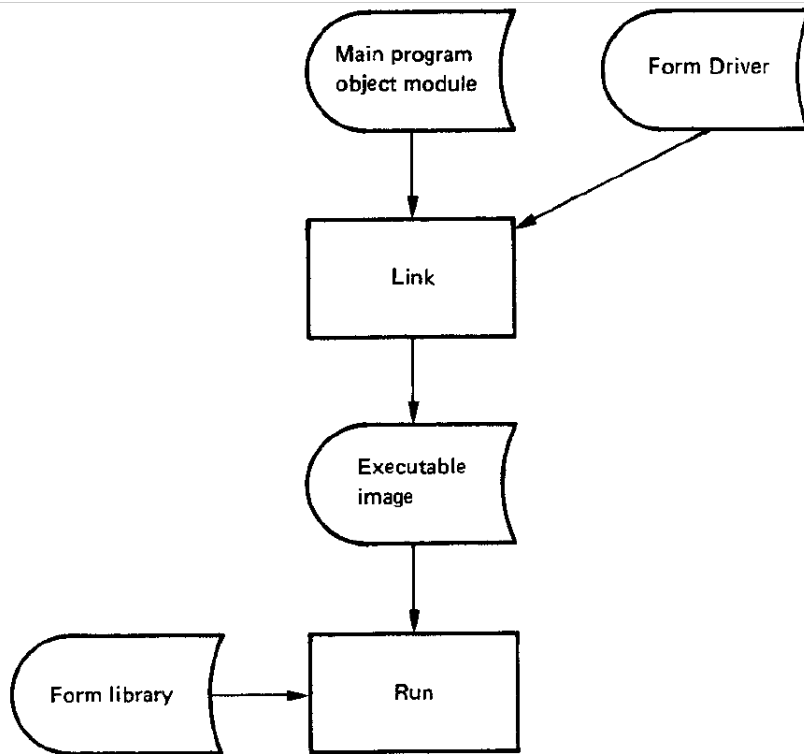 Main program
object module
Form Driver
Link
Executable
image
Form library
Run